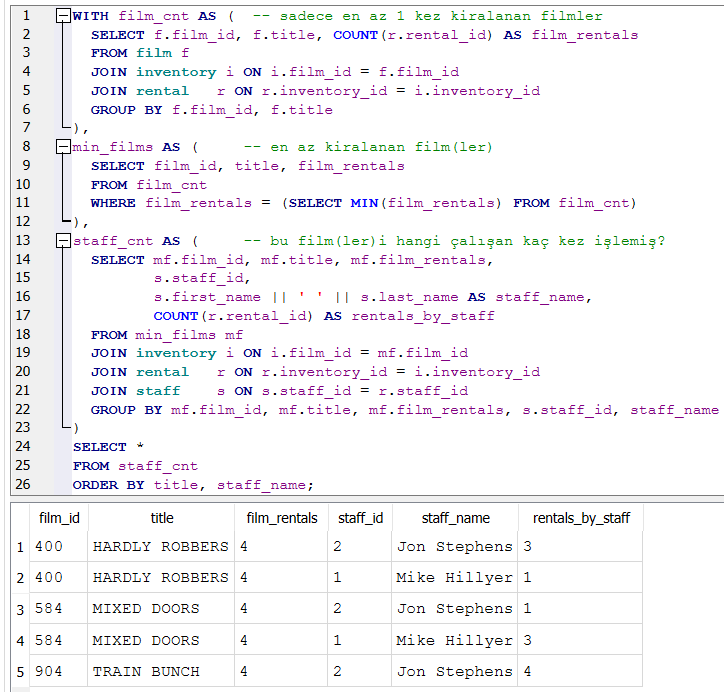 1 WITH film_cnt AS (  -- sadece en az 1 kez kiralanan filmler
2 SELECT f.film_id, f.title, COUNT(r.rental_id) AS film_rentals
3 FROM film f
4 JOIN inventory i ON i.film_id = f.film_id
5 JOIN rental   r ON r.inventory_id = i.inventory_id
6 GROUP BY f.film_id, f.title
7 ),
8 min_films AS (     -- en az kiralanan film(ler)
9 SELECT film_id, title, film_rentals
10 FROM film_cnt
11 WHERE film_rentals = (SELECT MIN(film_rentals) FROM film_cnt)
12 ),
13 staff_cnt AS (     -- bu film(ler)i hangi çalışan kaç kez işlemiş?
14 SELECT mf.film_id, mf.title, mf.film_rentals,
15 s.staff_id,
16 s.first_name || ' ' || s.last_name AS staff_name,
17 COUNT(r.rental_id) AS rentals_by_staff
18 FROM min_films mf
19 JOIN inventory i ON i.film_id = mf.film_id
20 JOIN rental   r ON r.inventory_id = i.inventory_id
21 JOIN staff    s ON s.staff_id = r.staff_id
22 GROUP BY mf.film_id, mf.title, mf.film_rentals, s.staff_id, staff_name
23 )
24 SELECT *
25 FROM staff_cnt
26 ORDER BY title, staff_name;
film_id title film_rentals staff_id staff_name rentals_by_staff
1 400 HARDLY ROBBERS 4 2 Jon Stephens 3
2 400 HARDLY ROBBERS 4 1 Mike Hillyer 1
3 584 MIXED DOORS 4 2 Jon Stephens 1
4 584 MIXED DOORS 4 1 Mike Hillyer 3
5 904 TRAIN BUNCH 4 2 Jon Stephens 4